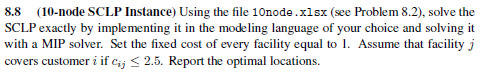 8.8 (10-node SCLP Instance) Using the file 10node.xlsx (see Problem 8.2), solve the
SCLP exactly by implementing it in the modeling language of your choice and solving it
with a MIP solver. Set the fixed cost of every facility equal to 1. Assume that facility j
covers customer i if cᵢⱼ ≤ 2.5. Report the optimal locations.